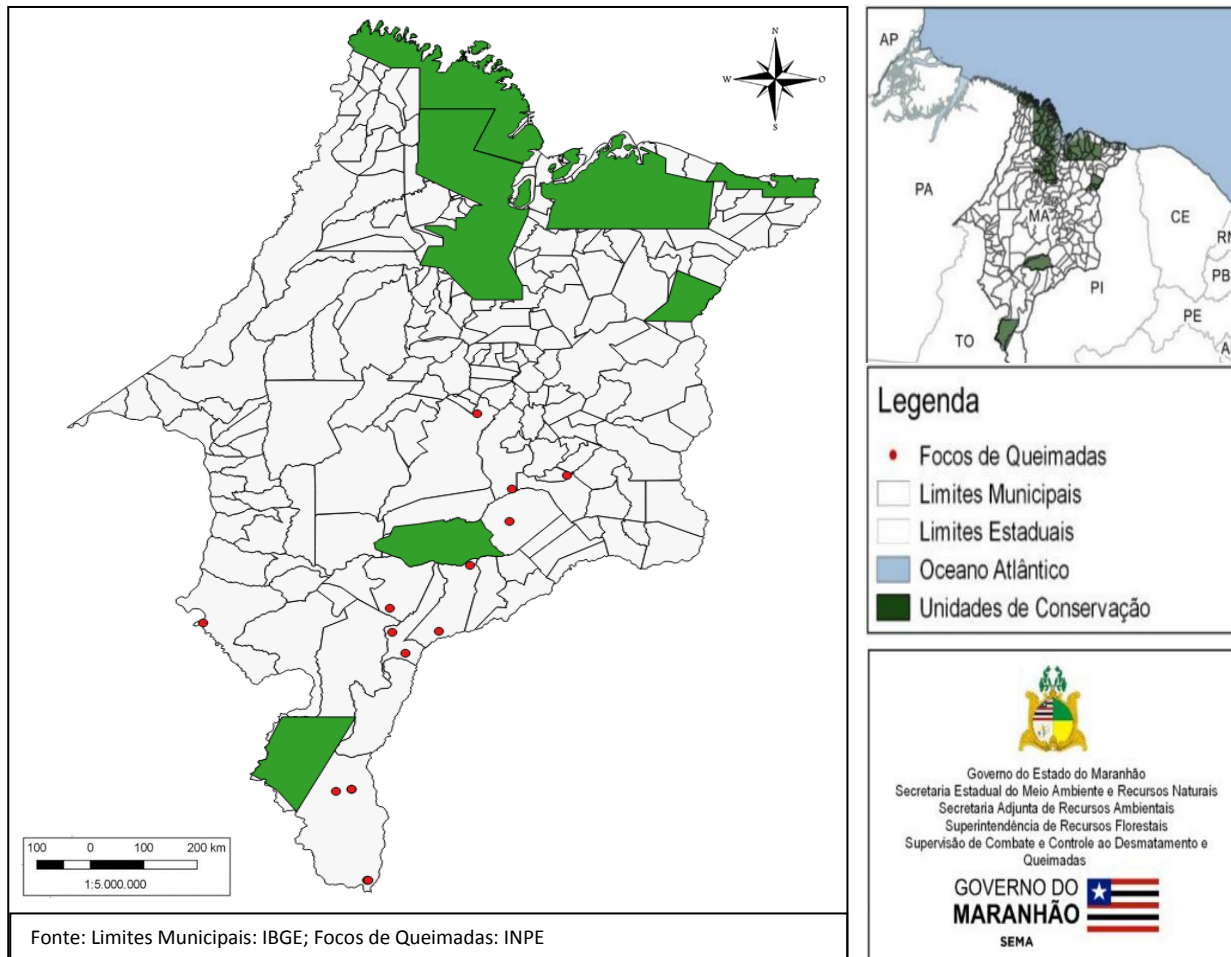 N
W
O
S
100 0 100 200 km
1:5.000.000
Fonte: Limites Municipais: IBGE; Focos de Queimadas: INPE
AP
PA
MA
CE
RN
PB
PI
PE
TO
A
Legenda
Focos de Queimadas
Limites Municipais
Limites Estaduais
Oceano Atlântico
Unidades de Conservação
Governo do Estado do Maranhão
Secretaria Estadual do Meio Ambiente e Recursos Naturais
Secretaria Adjunta de Recursos Ambientais
Superintendência de Recursos Florestais
Supervisão de Combate e Controle ao Desmatamento e
Queimadas
GOVERNO DO
MARANHÃO
SEMA